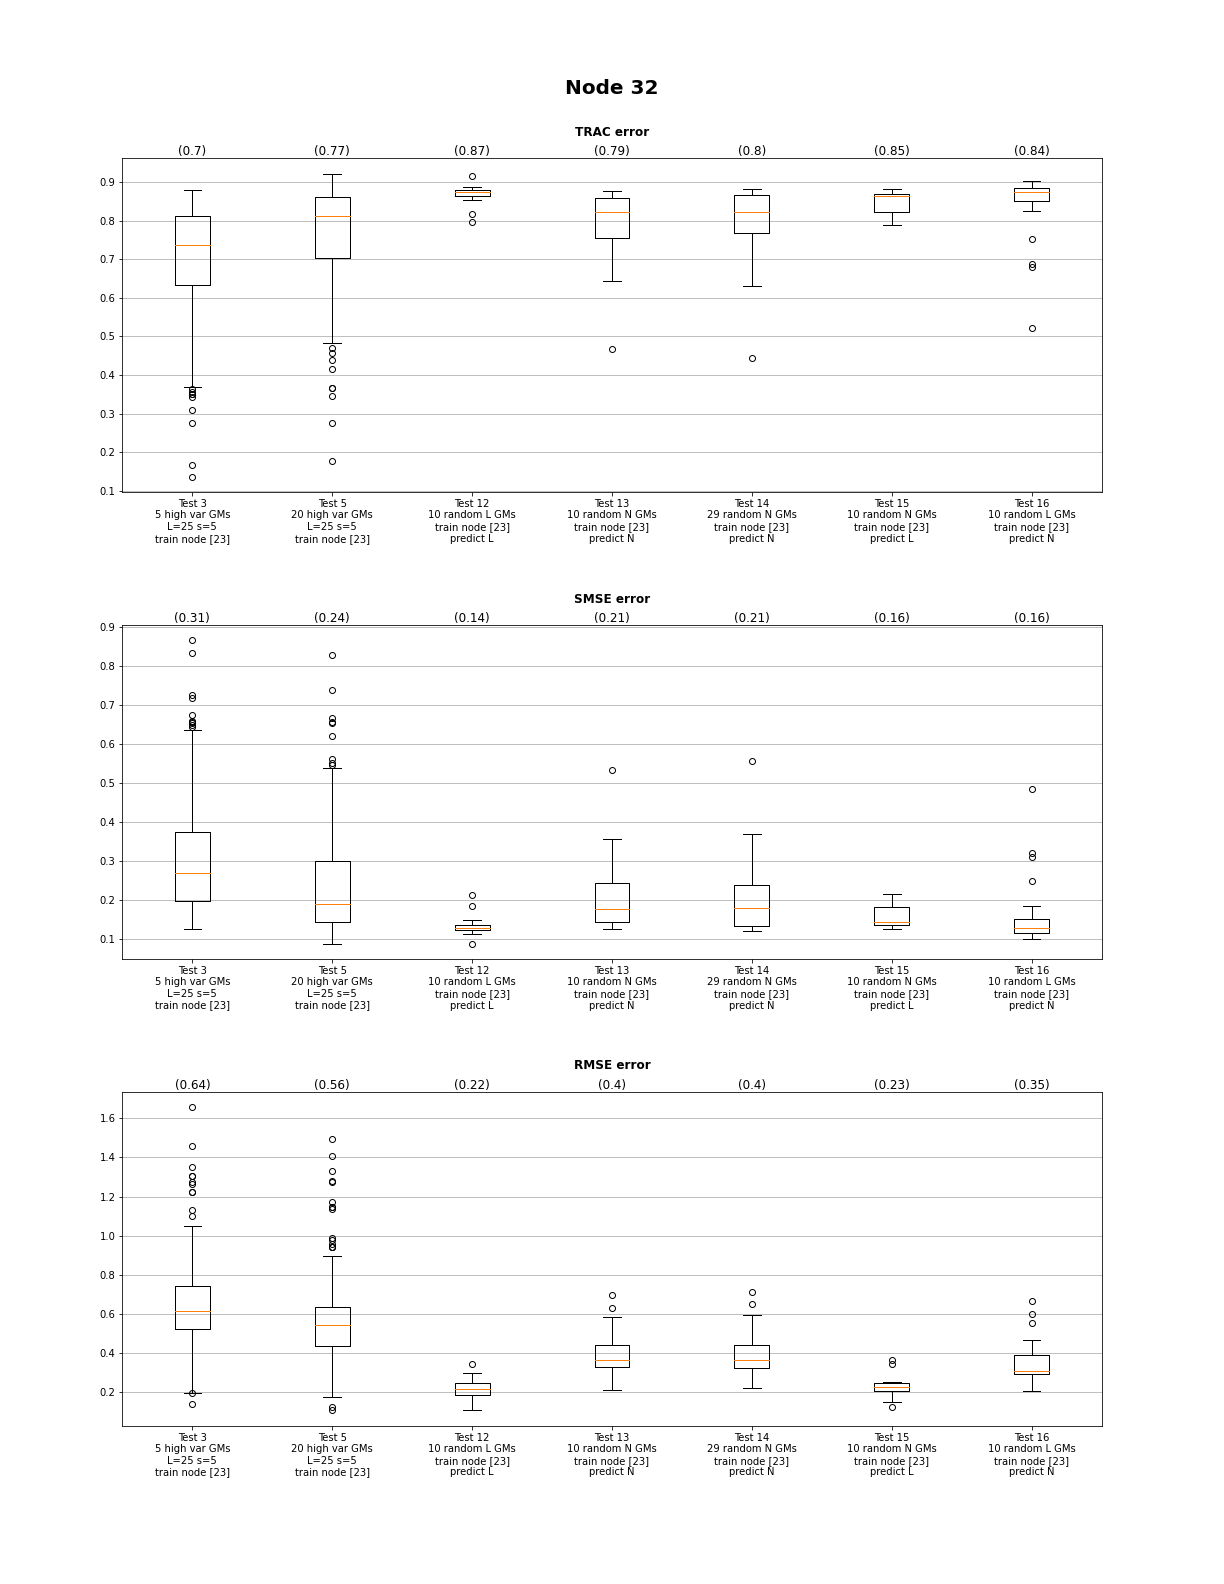 Node 32
TRAC error
(0.7) (0.77) (0.87) (0.79) (0.8) (0.85) (0.84)
0.9
0.8
0.7
0.6
0.5
0.4
0.3
0.2
0.1
Test 3 Test 5 Test 12 Test 13 Test 14 Test 15 Test 16
5 high var GMs 20 high var GMs 10 random L GMs 10 random N GMs 29 random N GMs 10 random N GMs 10 random L GMs
L=25 s=5 L=25 s=5 train node [23] train node [23] train node [23] train node [23] train node [23]
train node [23] train node [23] predict L predict N predict N predict L predict N
SMSE error
(0.31) (0.24) (0.14) (0.21) (0.21) (0.16) (0.16)
0.9
0.8
0.7
0.6
0.5
0.4
0.3
0.2
0.1
Test 3 Test 5 Test 12 Test 13 Test 14 Test 15 Test 16
5 high var GMs 20 high var GMs 10 random L GMs 10 random N GMs 29 random N GMs 10 random N GMs 10 random L GMs
L=25 s=5 L=25 s=5 train node [23] train node [23] train node [23] train node [23] train node [23]
train node [23] train node [23] predict L predict N predict N predict L predict N
RMSE error
(0.64) (0.56) (0.22) (0.4) (0.4) (0.23) (0.35)
1.6
1.4
1.2
1.0
0.8
0.6
0.4
0.2
Test 3 Test 5 Test 12 Test 13 Test 14 Test 15 Test 16
5 high var GMs 20 high var GMs 10 random L GMs 10 random N GMs 29 random N GMs 10 random N GMs 10 random L GMs
L=25 s=5 L=25 s=5 train node [23] train node [23] train node [23] train node [23] train node [23]
train node [23] train node [23] predict L predict N predict N predict L predict N